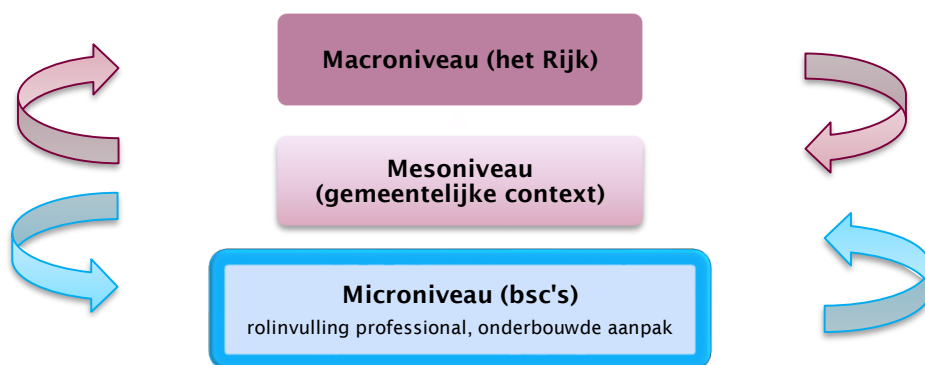 Macroniveau (het Rijk)
Mesoniveau
(gemeentelijke context)
Microniveau (bsc's)
rolinvulling professional, onderbouwde aanpak